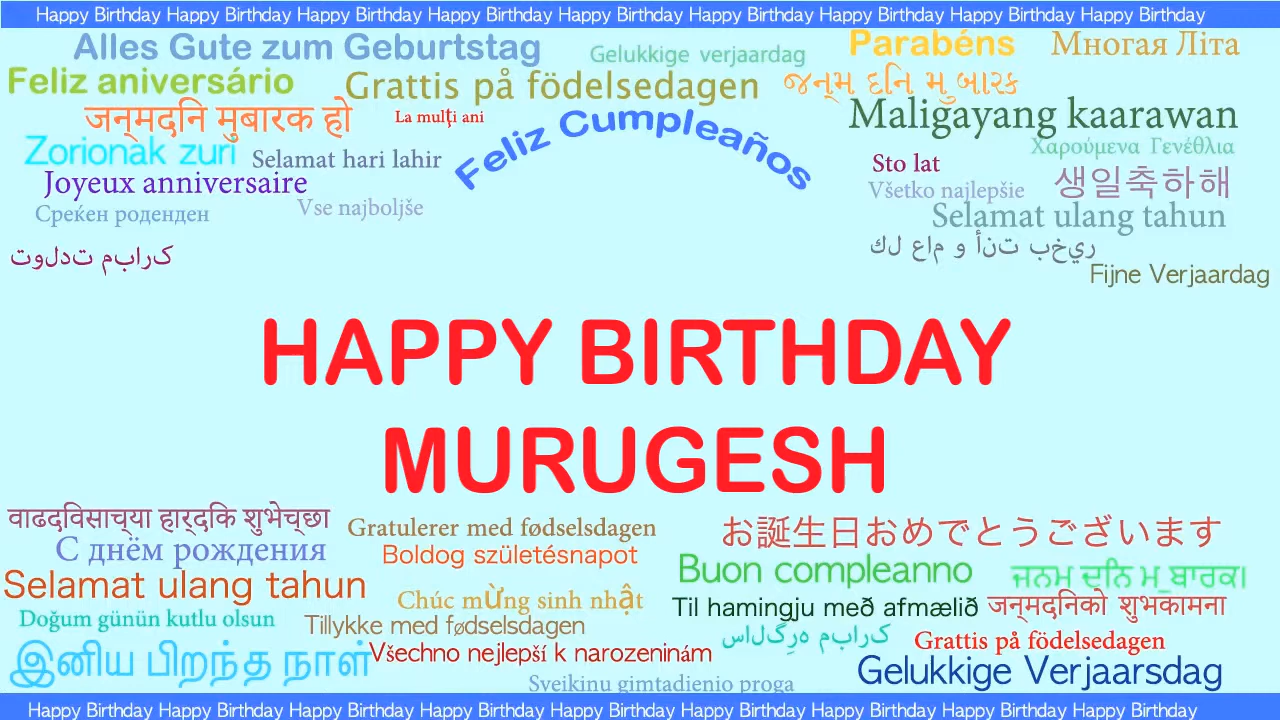 Happy Birthday Happy Birthday Happy Birthday Happy Birthday Happy Birthday Happy Birthday Happy Birthday Happy Birthday Happy Birthday
Alles Gute zum Geburtstag
Gelukkige verjaardag
Parabéns
Многая Літа
Feliz aniversário
Grattis på födelsedagen
જન્મ દિન મુબારક
जन्मदिन मुबारक हो
La mulţi ani
Feliz Cumpleaños
Maligayang kaarawan
Zorionak zuri
Selamat hari lahir
Χαρούμενα Γενέθλια
Sto lat
Joyeux anniversaire
Všetko najlepšie
생일축하해
Среќен роденден
Vse najboljše
Selamat ulang tahun
تولدت مبارک
كل عام و أنت بخير
Fijne Verjaardag
HAPPY BIRTHDAY
MURUGESH
वाढदिवसाच्या हार्दिक शुभेच्छा
Gratulerer med fødselsdagen
お誕生日おめでとうございます
С днём рождения
Boldog születésnapot
Buon compleanno
ਜਨਮ ਦਿਨ ਮੁਬਾਰਕ।
Selamat ulang tahun
Chúc mừng sinh nhật
Til hamingju með afmælið
जन्मदिनको शुभकामना
Doğum günün kutlu olsun
Tillykke med fødselsdagen
سالگرہ مبارک
Grattis på födelsedagen
இனிய பிறந்த நாள்
Všechno nejlepší k narozeninám
Gelukkige Verjaarsdag
Sveikinu gimtadienio proga
Happy Birthday Happy Birthday Happy Birthday Happy Birthday Happy Birthday Happy Birthday Happy Birthday Happy Birthday Happy Birthday